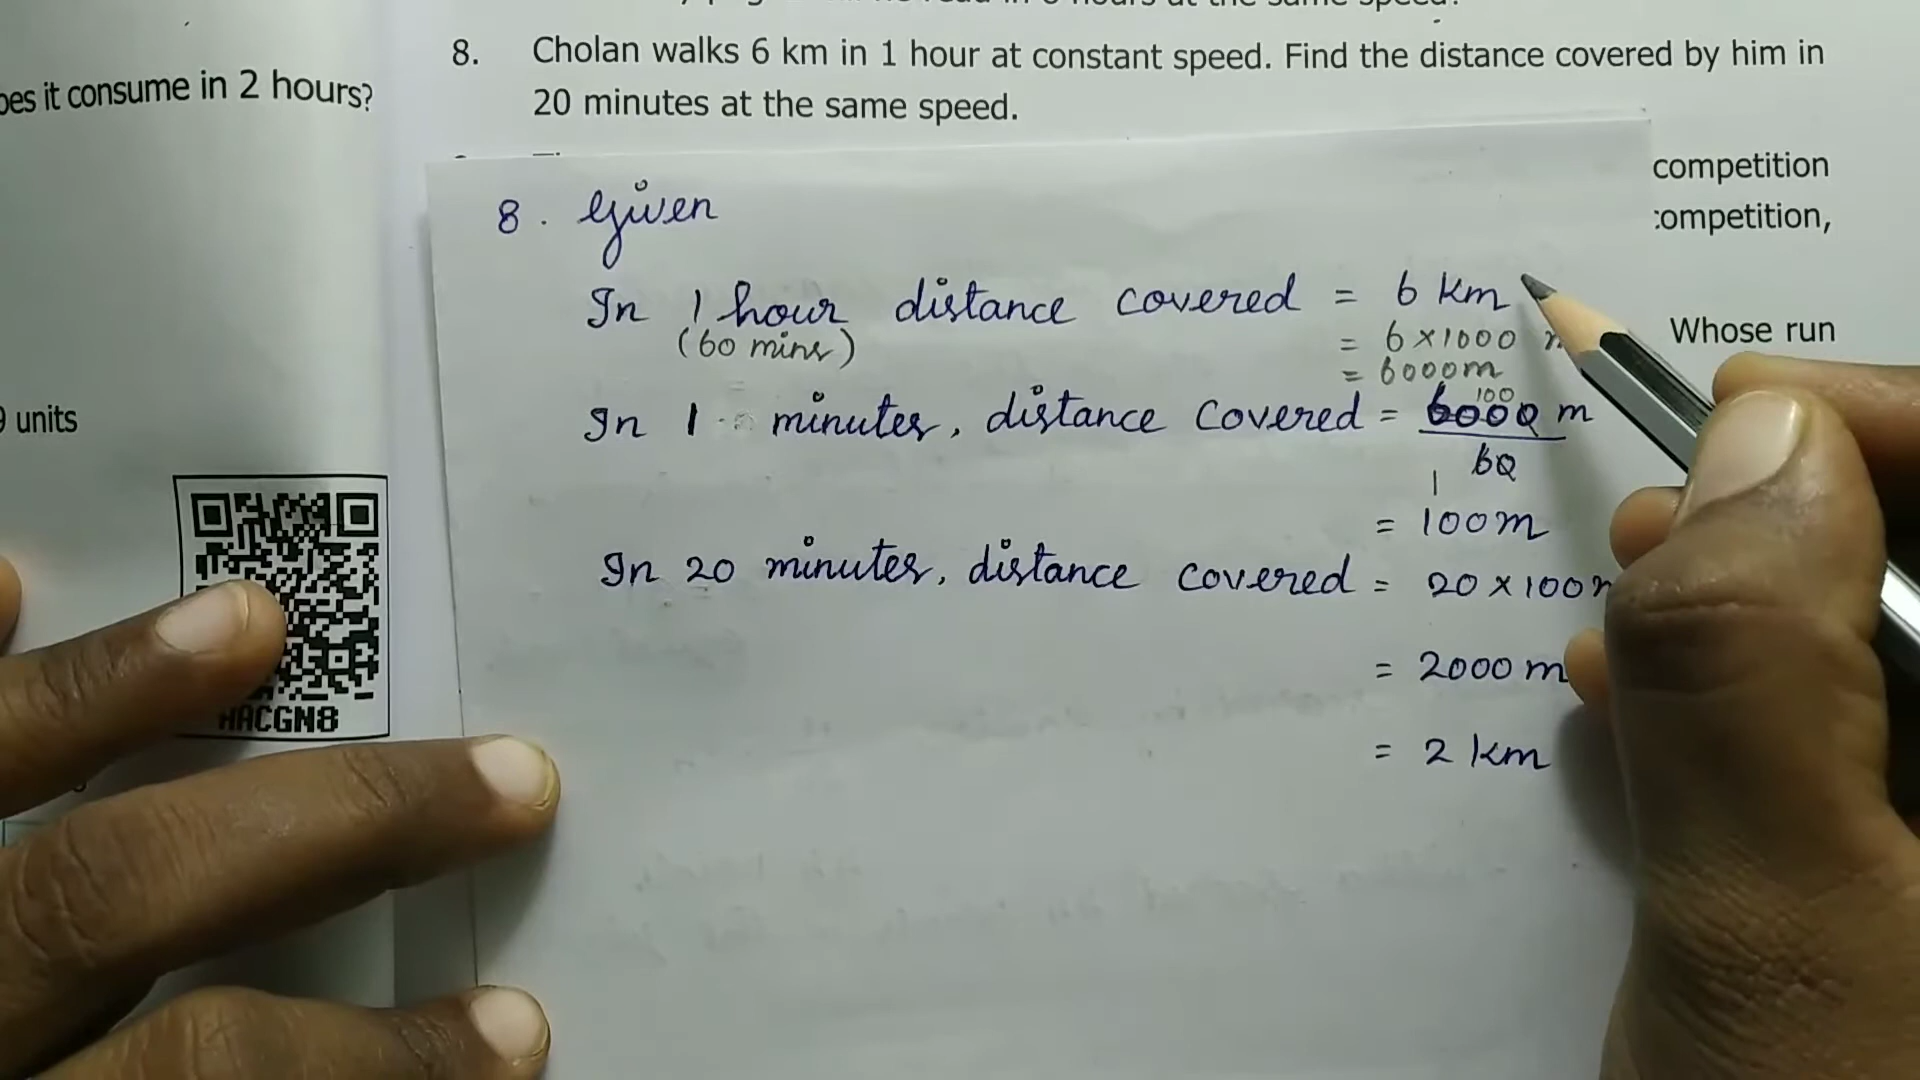 8. Cholan walks 6 km in 1 hour at constant speed. Find the distance covered by him in
20 minutes at the same speed.
it consume in 2 hours?
competition
competition,
Whose run
units
HACGN8
8. Given
In 1 hour distance covered = 6 km
(60 mins) = 6×1000
= 6000m
In 1 minutes, distance covered = 6000 m
100
60
1
= 100m
In 20 minutes, distance covered = 20 × 100
= 2000 m
= 2 km